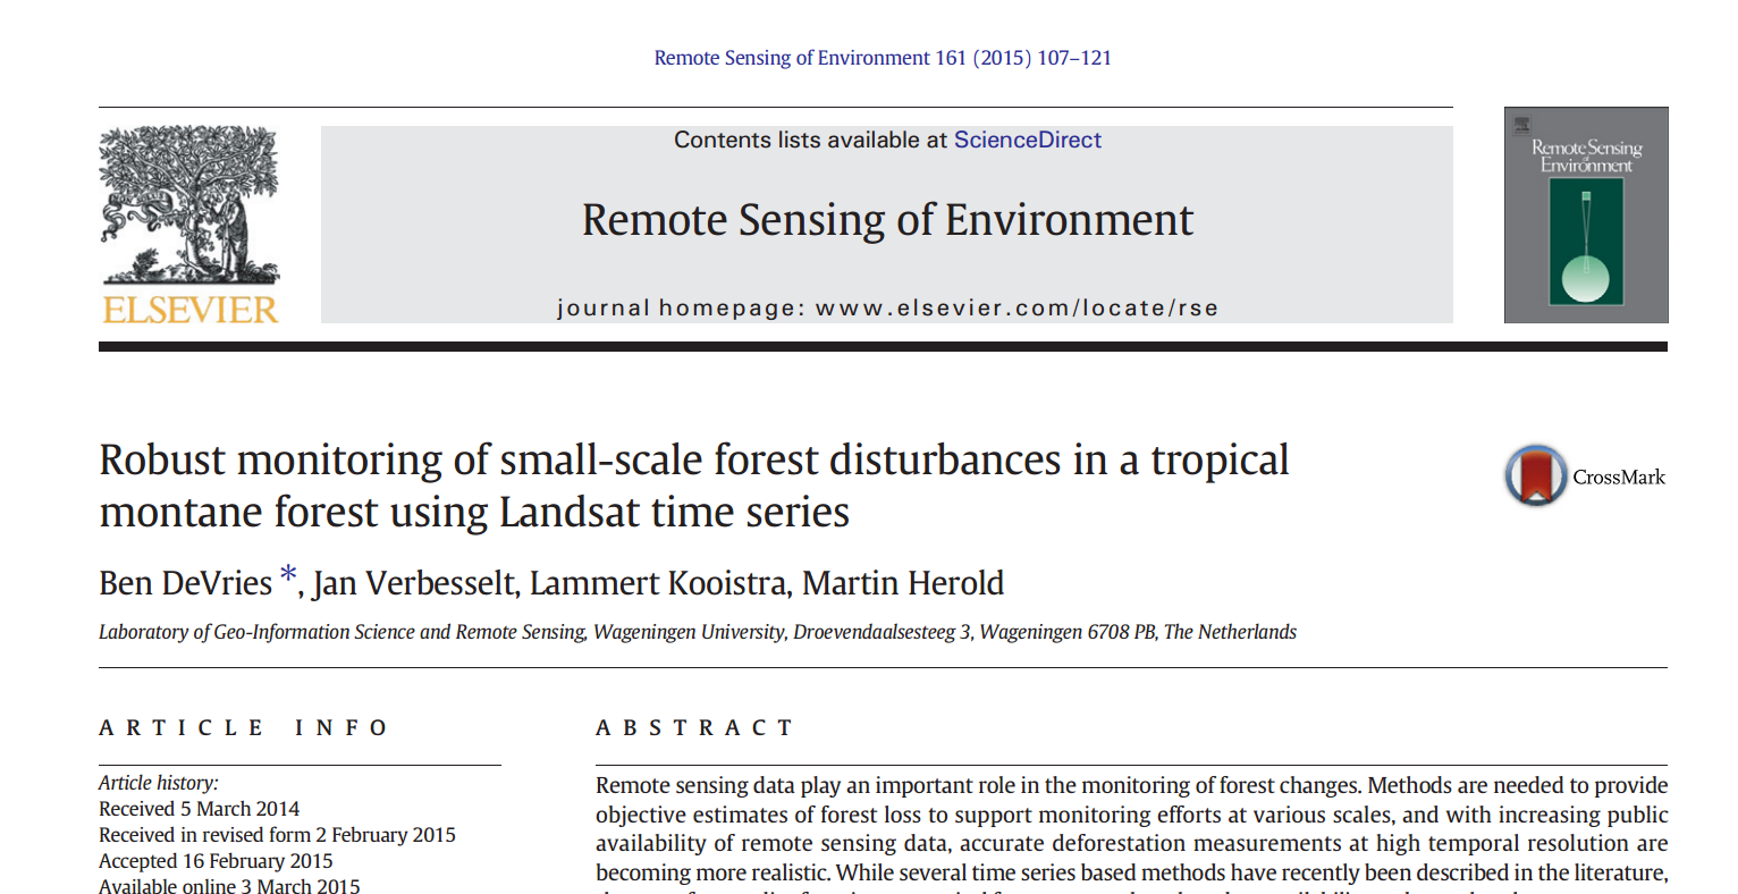 Remote Sensing of Environment 161 (2015) 107–121
Contents lists available at ScienceDirect
Remote Sensing of Environment
journal homepage: www.elsevier.com/locate/rse
ELSEVIER
Remote Sensing
of
Environment
Robust monitoring of small-scale forest disturbances in a tropical
montane forest using Landsat time series
CrossMark
Ben DeVries *, Jan Verbesselt, Lammert Kooistra, Martin Herold
Laboratory of Geo-Information Science and Remote Sensing, Wageningen University, Droevendaalsesteeg 3, Wageningen 6708 PB, The Netherlands
ARTICLE INFO
Article history:
Received 5 March 2014
Received in revised form 2 February 2015
Accepted 16 February 2015
Available online 3 March 2015
ABSTRACT
Remote sensing data play an important role in the monitoring of forest changes. Methods are needed to provide
objective estimates of forest loss to support monitoring efforts at various scales, and with increasing public
availability of remote sensing data, accurate deforestation measurements at high temporal resolution are
becoming more realistic. While several time series based methods have recently been described in the literature,